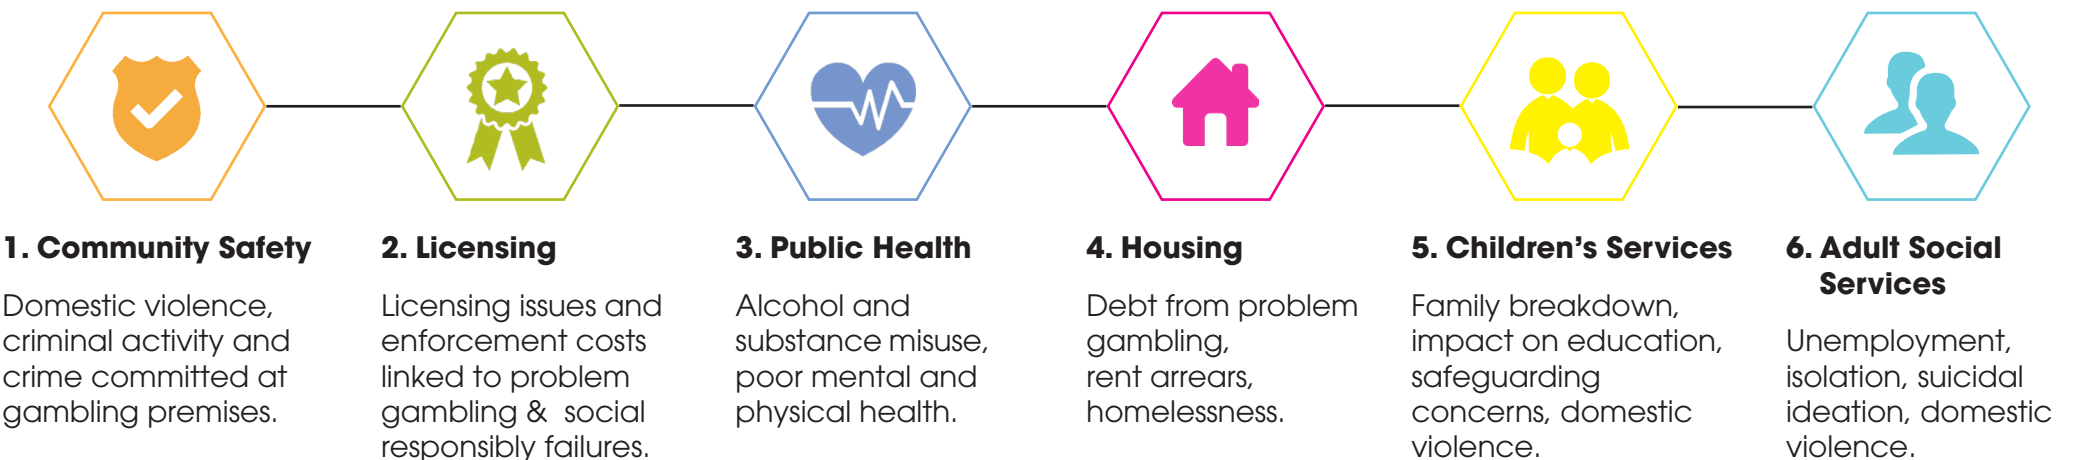 1. Community Safety
Domestic violence,
criminal activity and
crime committed at
gambling premises.
2. Licensing
Licensing issues and
enforcement costs
linked to problem
gambling &  social
responsibly failures.
3. Public Health
Alcohol and
substance misuse,
poor mental and
physical health.
4. Housing
Debt from problem
gambling,
rent arrears,
homelessness.
5. Children’s Services
Family breakdown,
impact on education,
safeguarding
concerns, domestic
violence.
6. Adult Social
Services
Unemployment,
isolation, suicidal
ideation, domestic
violence.